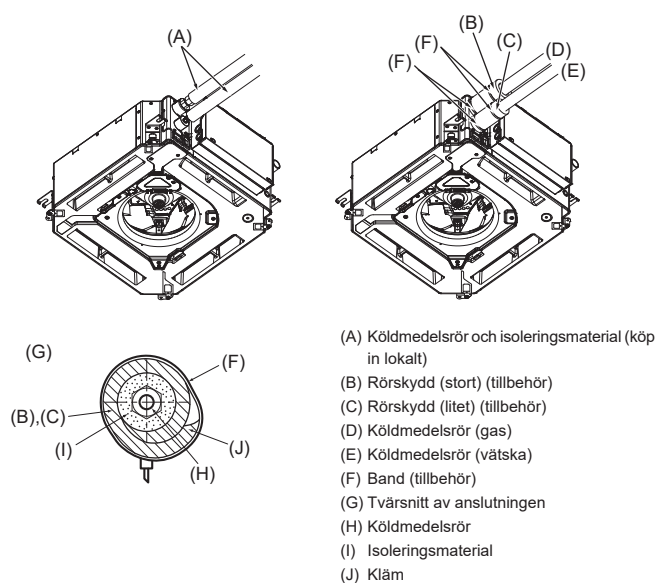 (A)
(B)
(F)
(C)
(F)
(D)
(E)
(G)
(F)
(B),(C)
(I)
(J)
(H)
(A) Köldmedelsrör och isoleringsmaterial (köp
in lokalt)
(B) Rörskydd (stort) (tillbehör)
(C) Rörskydd (litet) (tillbehör)
(D) Köldmedelsrör (gas)
(E) Köldmedelsrör (vätska)
(F) Band (tillbehör)
(G) Tvärsnitt av anslutningen
(H) Köldmedelsrör
(I) Isoleringsmaterial
(J) Kläm